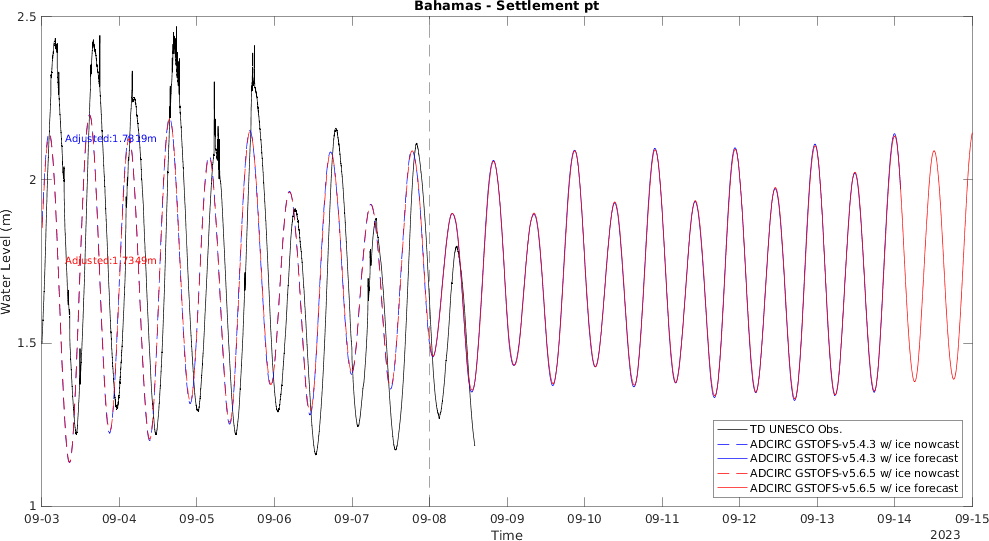 Bahamas - Settlement pt
2.5
2
1.5
1
Water Level (m)
Adjusted:1.7819m
Adjusted:1.7349m
TD UNESCO Obs.
ADCIRC GSTOFS-v5.4.3 w/ ice nowcast
ADCIRC GSTOFS-v5.4.3 w/ ice forecast
ADCIRC GSTOFS-v5.6.5 w/ ice nowcast
ADCIRC GSTOFS-v5.6.5 w/ ice forecast
09-03 09-04 09-05 09-06 09-07 09-08 09-09 09-10 09-11 09-12 09-13 09-14 09-15
Time
2023